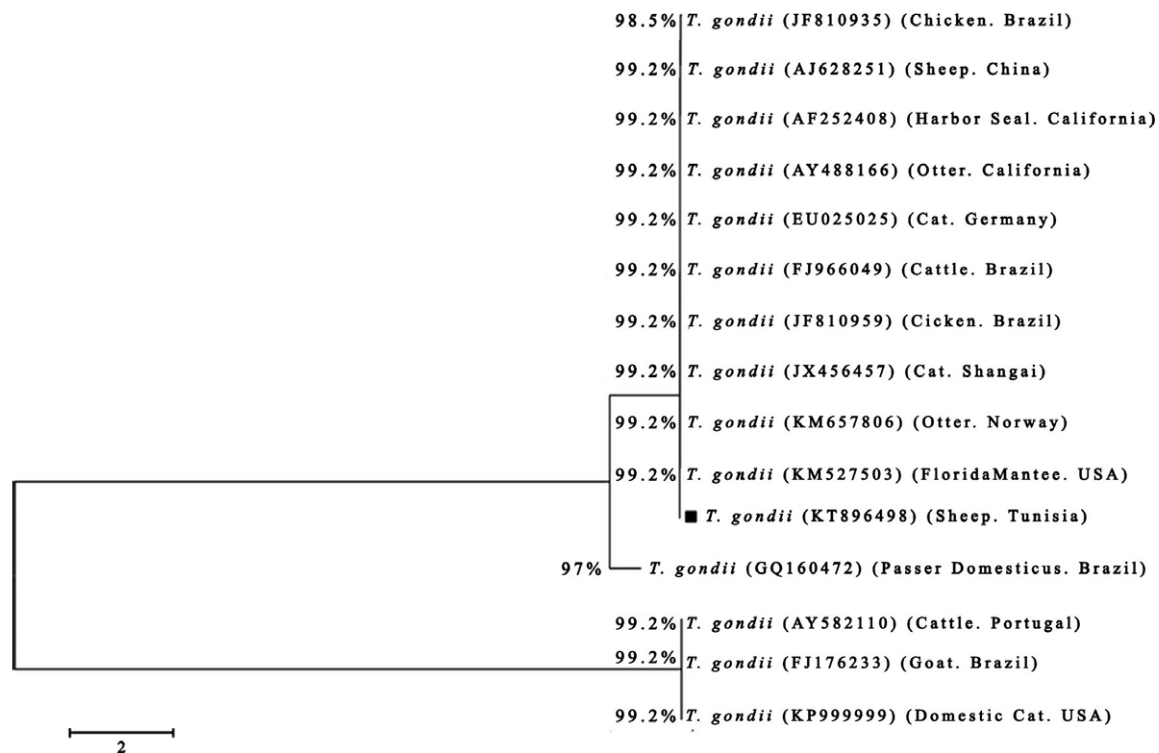 98.5% T. gondii (JF810935) (Chicken. Brazil)
99.2% T. gondii (AJ628251) (Sheep. China)
99.2% T. gondii (AF252408) (Harbor Seal. California)
99.2% T. gondii (AY488166) (Otter. California)
99.2% T. gondii (EU025025) (Cat. Germany)
99.2% T. gondii (FJ966049) (Cattle. Brazil)
99.2% T. gondii (JF810959) (Cicken. Brazil)
99.2% T. gondii (JX456457) (Cat. Shangai)
99.2% T. gondii (KM657806) (Otter. Norway)
99.2% T. gondii (KM527503) (FloridaMantee. USA)
T. gondii (KT896498) (Sheep. Tunisia)
97% T. gondii (GQ160472) (Passer Domesticus. Brazil)
99.2% T. gondii (AY582110) (Cattle. Portugal)
99.2% T. gondii (FJ176233) (Goat. Brazil)
99.2% T. gondii (KP999999) (Domestic Cat. USA)
2